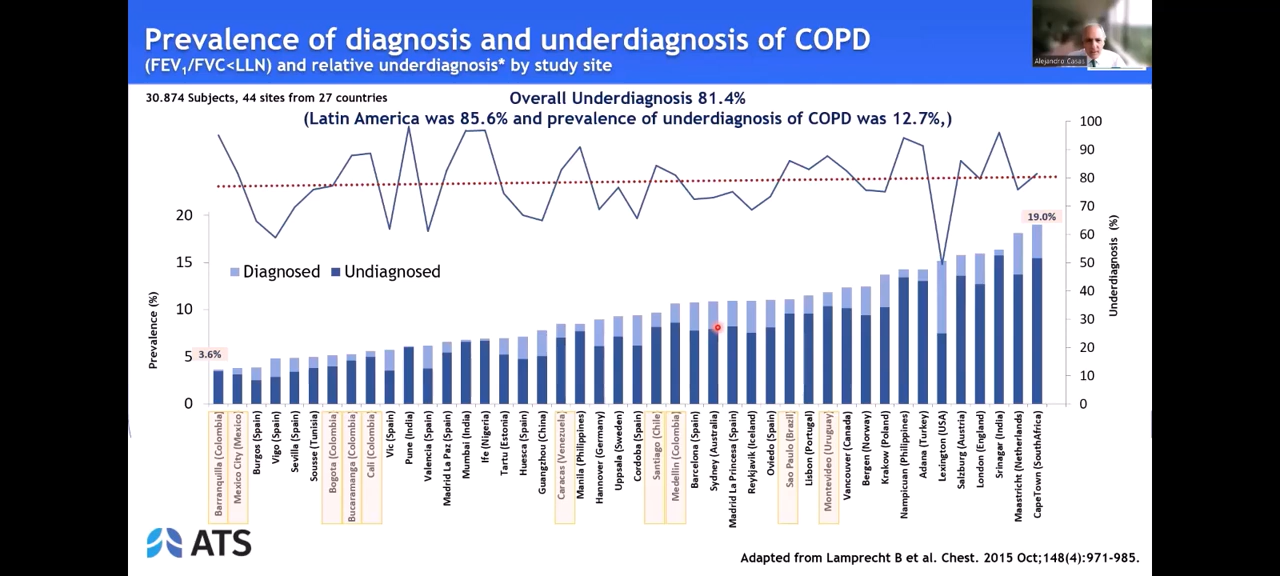 Prevalence of diagnosis and underdiagnosis of COPD
(FEV1/FVC<LLN) and relative underdiagnosis* by study site
Alejandro Casas
30.874 Subjects, 44 sites from 27 countries
Overall Underdiagnosis 81.4%
(Latin America was 85.6% and prevalence of underdiagnosis of COPD was 12.7%,)
Prevalence (%)
20
15
10
5
0
Diagnosed
Undiagnosed
3.6%
19.0%
100
90
80
70
60
50
40
30
20
10
0
Underdiagnosis (%)
Barranquilla (Colombia)
Mexico City (Mexico)
Burgos (Spain)
Vigo (Spain)
Sevilla (Spain)
Sousse (Tunisia)
Bogota (Colombia)
Bucaramanga (Colombia)
Cali (Colombia)
Vic (Spain)
Pune (India)
Valencia (Spain)
Madrid La Paz (Spain)
Mumbai (India)
Ife (Nigeria)
Tartu (Estonia)
Huesca (Spain)
Guangzhou (China)
Caracas (Venezuela)
Manila (Philippines)
Hannover (Germany)
Uppsala (Sweden)
Cordoba (Spain)
Santiago (Chile)
Medellin (Colombia)
Barcelona (Spain)
Sydney (Australia)
Madrid La Princesa (Spain)
Reykjavik (Iceland)
Oviedo (Spain)
Sao Paulo (Brazil)
Lisbon (Portugal)
Montevideo (Uruguay)
Vancouver (Canada)
Bergen (Norway)
Krakow (Poland)
Nampicuan (Philippines)
Adana (Turkey)
Lexington (USA)
Salzburg (Austria)
London (England)
Srinagar (India)
Maastricht (Netherlands)
CapeTown (SouthAfrica)
ATS
Adapted from Lamprecht B et al. Chest. 2015 Oct;148(4):971-985.